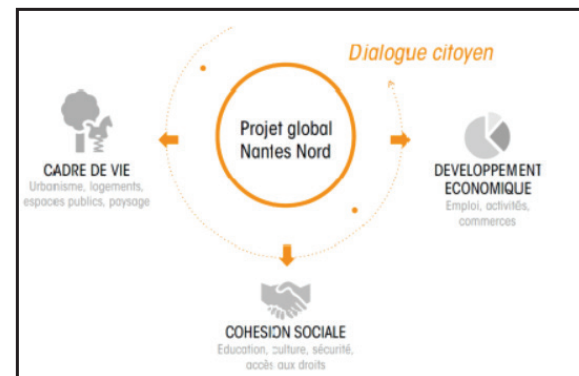 Dialogue citoyen
Projet global
Nantes Nord
CADRE DE VIE
Urbanisme, logements,
espaces publics, paysage
DEVELOPPEMENT
ECONOMIQUE
Emploi, activités,
commerces
COHESION SOCIALE
Education, culture, sécurité,
accès aux droits